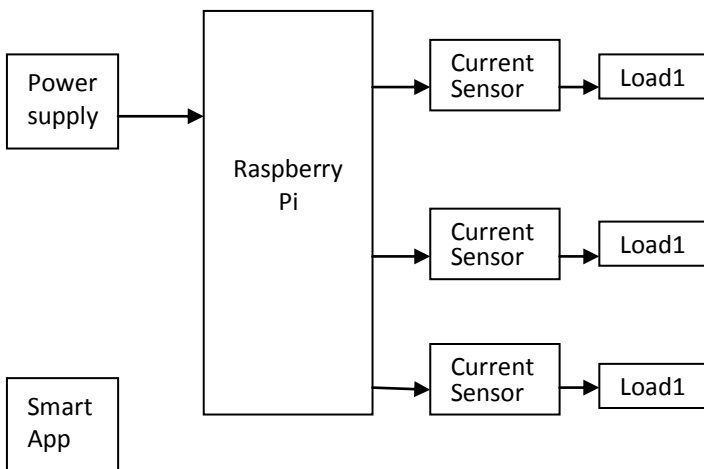 Power
supply
Raspberry
Pi
Current
Sensor
Load1
Current
Sensor
Load1
Current
Sensor
Load1
Smart
App